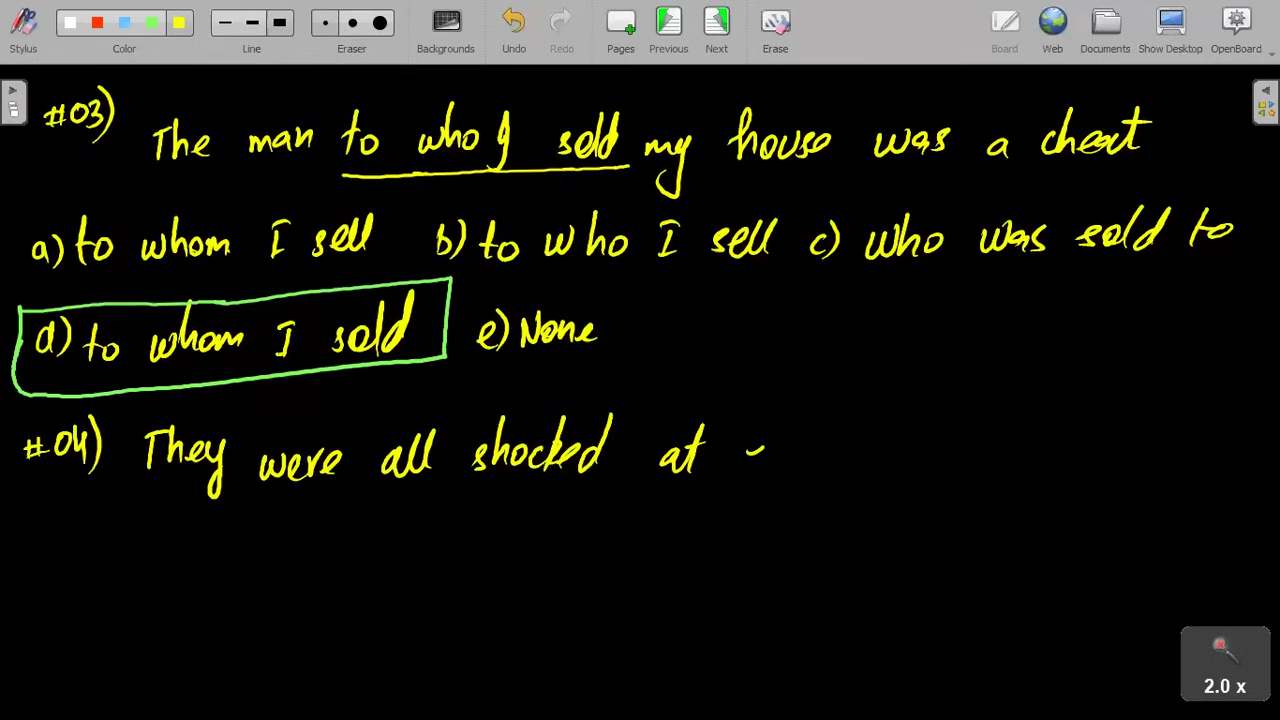 Stylus Color Line Eraser Backgrounds Undo Redo Pages Previous Next Erase Board Web Documents Show Desktop OpenBoard
#03) The man to who I sold my house was a cheat
a) to whom I sell b) to who I sell c) who was sold to
d) to whom I sold e) None
#04) They were all shocked at
2.0 x